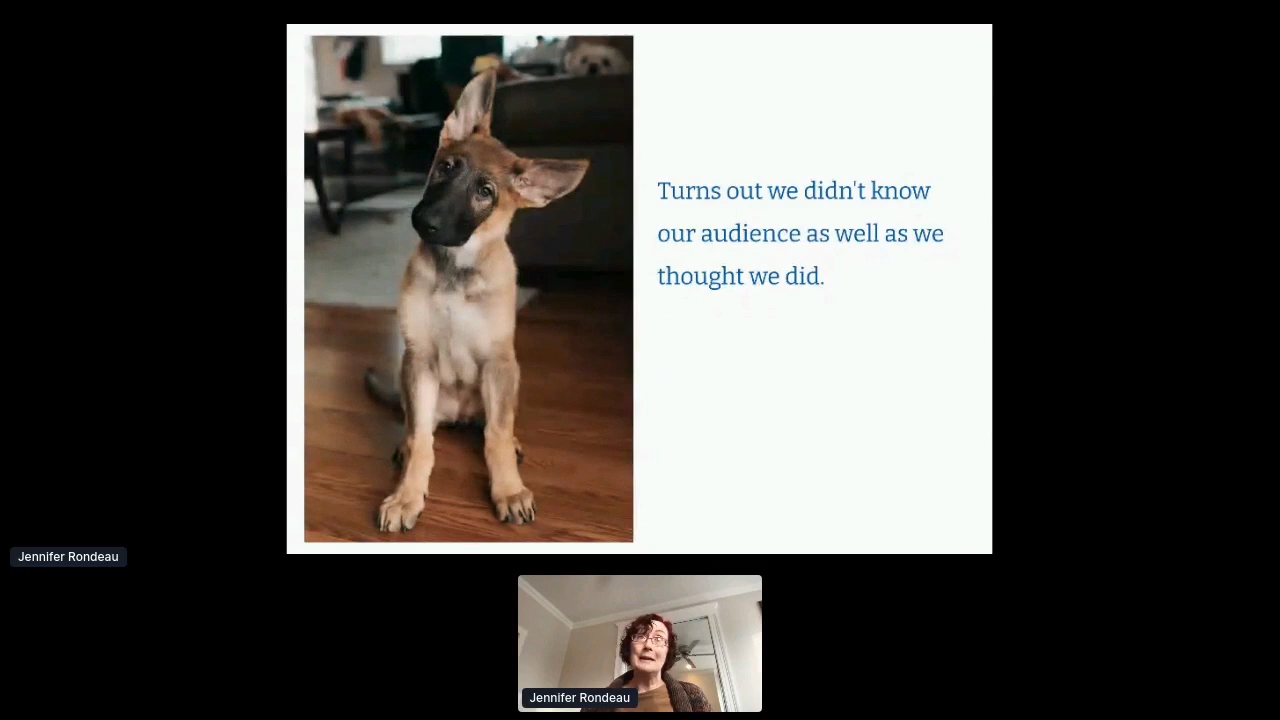 Turns out we didn't know
our audience as well as we
thought we did.
Jennifer Rondeau
Jennifer Rondeau